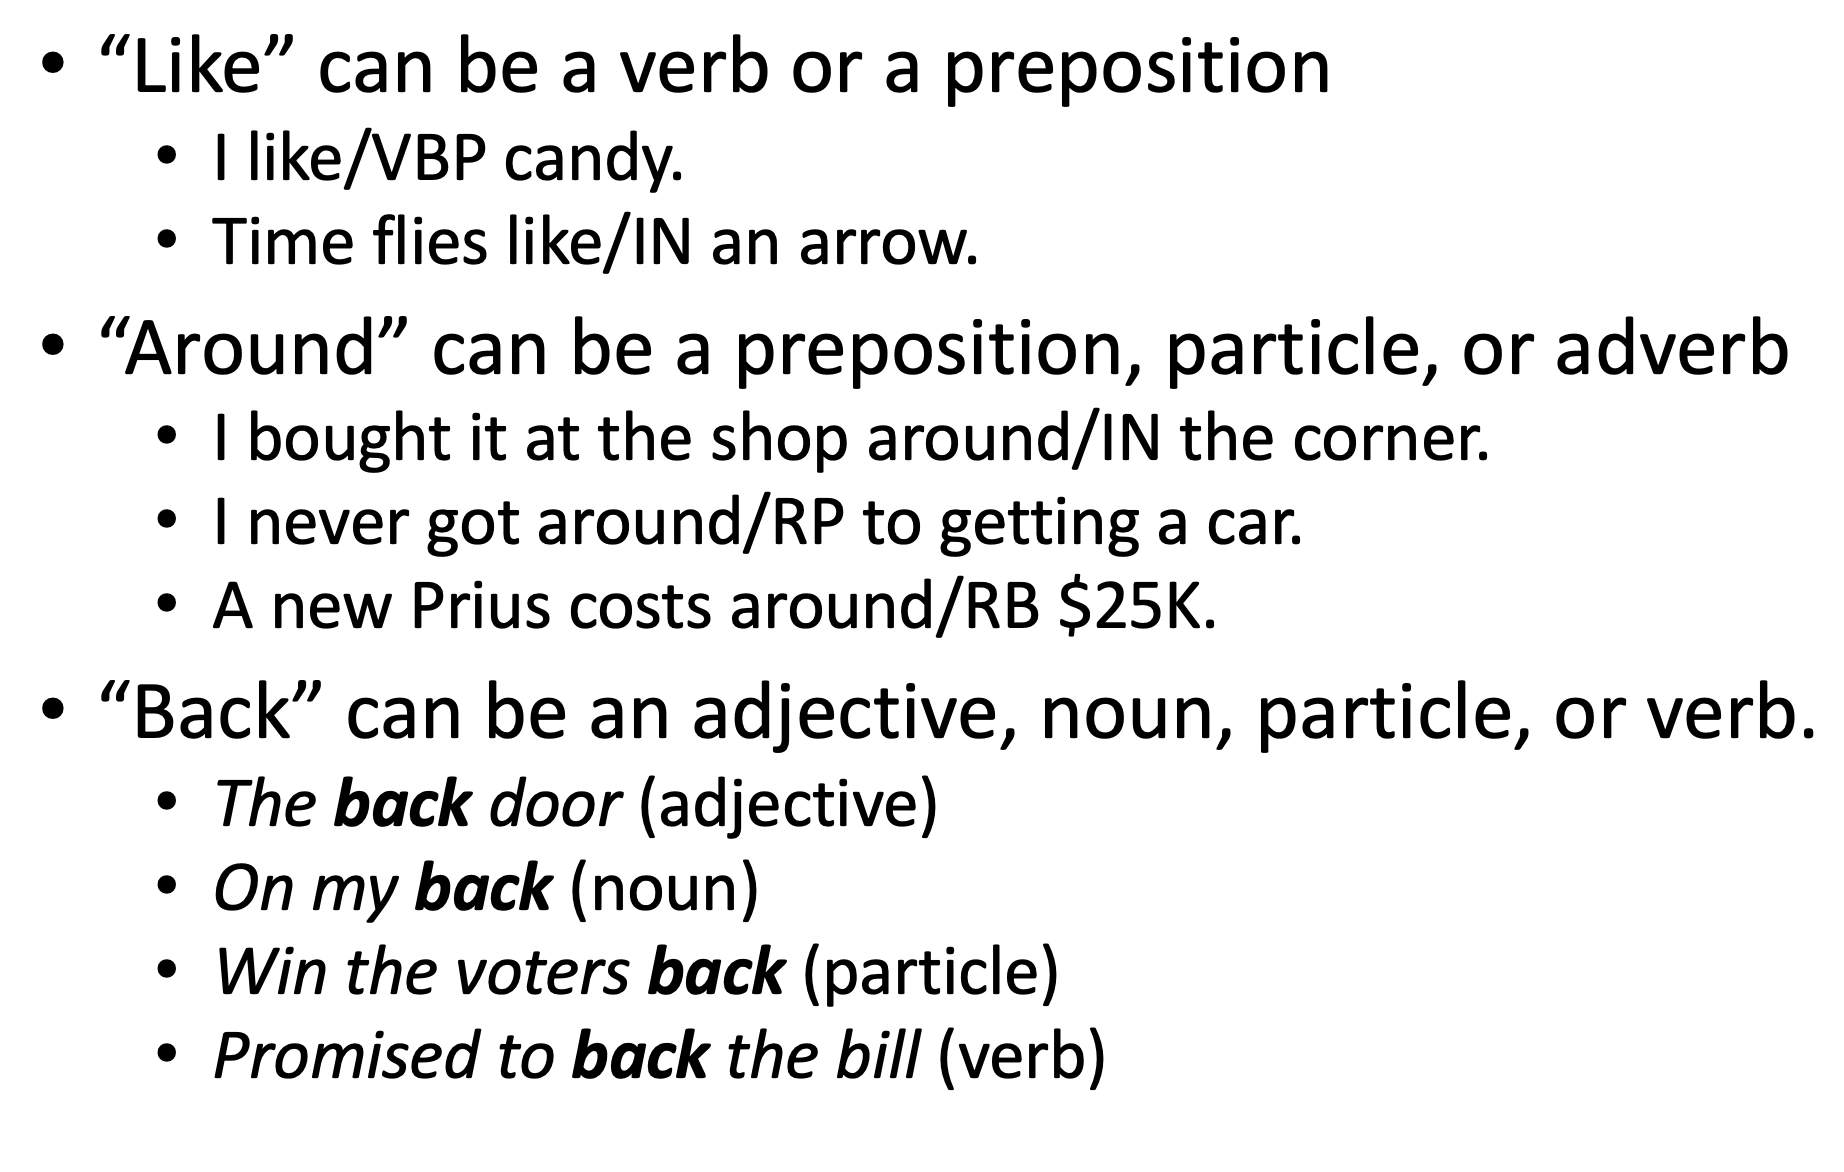 • “Like” can be a verb or a preposition
• I like/VBP candy.
• Time flies like/IN an arrow.
• “Around” can be a preposition, particle, or adverb
• I bought it at the shop around/IN the corner.
• I never got around/RP to getting a car.
• A new Prius costs around/RB $25K.
• “Back” can be an adjective, noun, particle, or verb.
• The back door (adjective)
• On my back (noun)
• Win the voters back (particle)
• Promised to back the bill (verb)